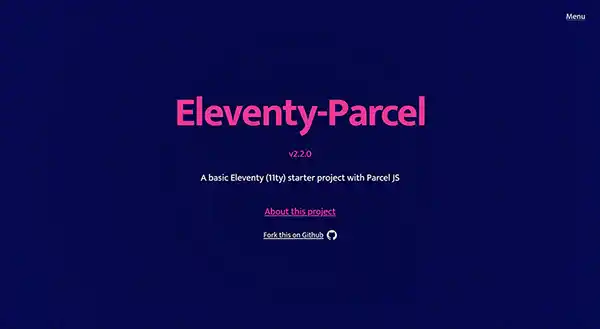 Menu
Eleventy-Parcel
v2.2.0
A basic Eleventy (11ty) starter project with Parcel JS
About this project
Fork this on Github